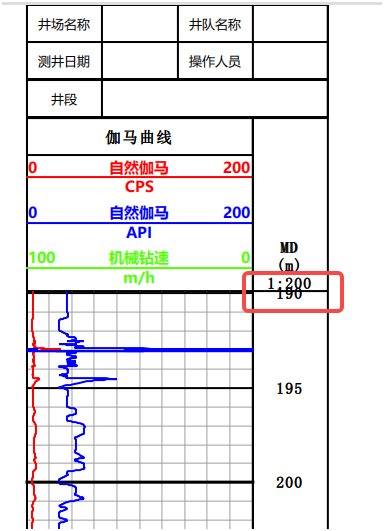 井场名称 井队名称
测井日期 操作人员
井段
伽马曲线
0 自然伽马 200
CPS
0 自然伽马 200
API
100 机械钻速 0
m/h
MD
(m)
1:200
190
195
200